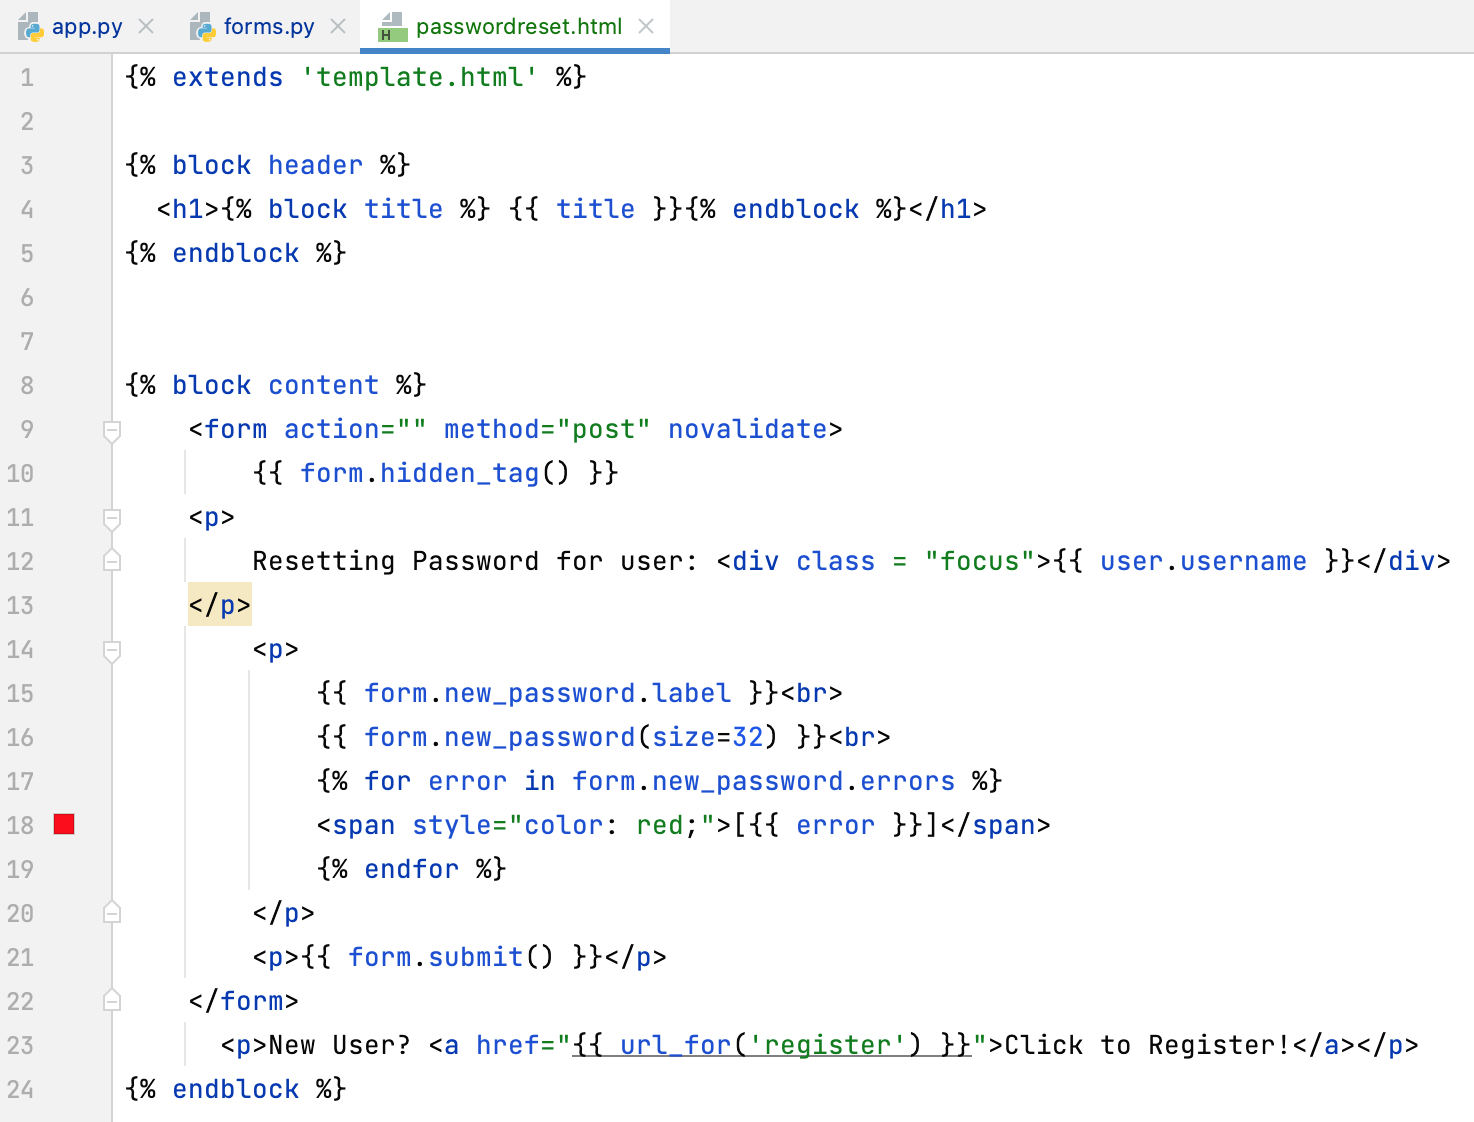 app.py forms.py passwordreset.html
1 {% extends 'template.html' %}
2
3 {% block header %}
4   <h1>{% block title %} {{ title }}{% endblock %}</h1>
5 {% endblock %}
6
7
8 {% block content %}
9     <form action="" method="post" novalidate>
10         {{ form.hidden_tag() }}
11     <p>
12         Resetting Password for user: <div class = "focus">{{ user.username }}</div>
13     </p>
14         <p>
15             {{ form.new_password.label }}<br>
16             {{ form.new_password(size=32) }}<br>
17             {% for error in form.new_password.errors %}
18             <span style="color: red;">[{{ error }}]</span>
19             {% endfor %}
20         </p>
21         <p>{{ form.submit() }}</p>
22     </form>
23       <p>New User? <a href="{{ url_for('register') }}">Click to Register!</a></p>
24 {% endblock %}